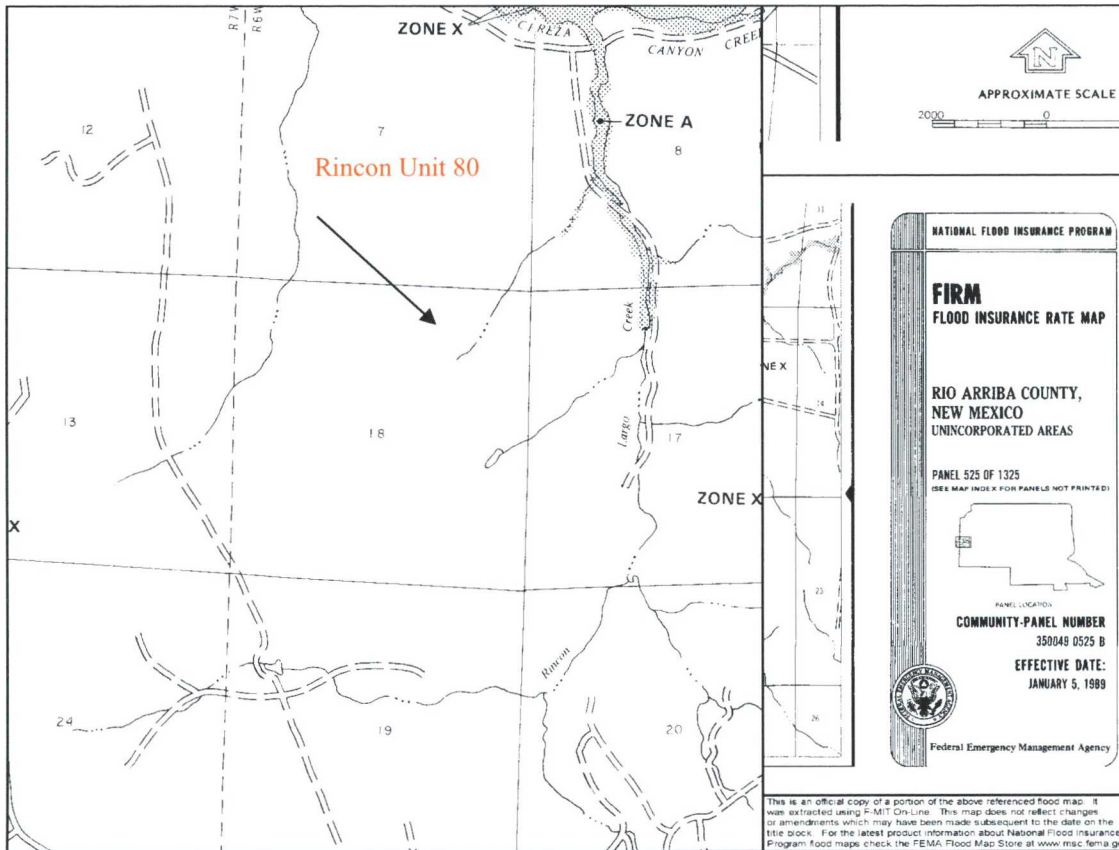 R7W
R6W
ZONE X
CEREZA
CANYON
CREEK
12
7
ZONE A
8
Rincon Unit 80
Creek
13
18
Largo
17
ZONE X
X
Rincon
24
19
20
NE X
23
26
APPROXIMATE SCALE
2000
0
NATIONAL FLOOD INSURANCE PROGRAM
FIRM
FLOOD INSURANCE RATE MAP
RIO ARRIBA COUNTY,
NEW MEXICO
UNINCORPORATED AREAS
PANEL 525 OF 1325
(SEE MAP INDEX FOR PANELS NOT PRINTED)
PANEL LOCATION
COMMUNITY-PANEL NUMBER
350049 0525 B
EFFECTIVE DATE:
JANUARY 5, 1989
Federal Emergency Management Agency
This is an official copy of a portion of the above referenced flood map. It
was extracted using F-MIT On-Line. This map does not reflect changes
or amendments which may have been made subsequent to the date on the
title block. For the latest product information about National Flood Insurance
Program flood maps check the FEMA Flood Map Store at www.msc.fema.g